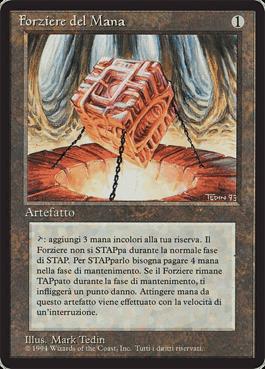 Forziere del Mana
1
TEDIN 93
Artefatto
: aggiungi 3 mana incolori alla tua riserva. Il
Forziere non si STAPpa durante la normale fase
di STAP. Per STAPparlo bisogna pagare 4 mana
nella fase di mantenimento. Se il Forziere rimane
TAPpato durante la fase di mantenimento, ti
infliggerà un punto danno. Attingere mana da
questo artefatto viene effettuato con la velocità di
un'interruzione.
Illus. Mark Tedin
© 1994 Wizards of the Coast, Inc. Tutti i diritti riservati.